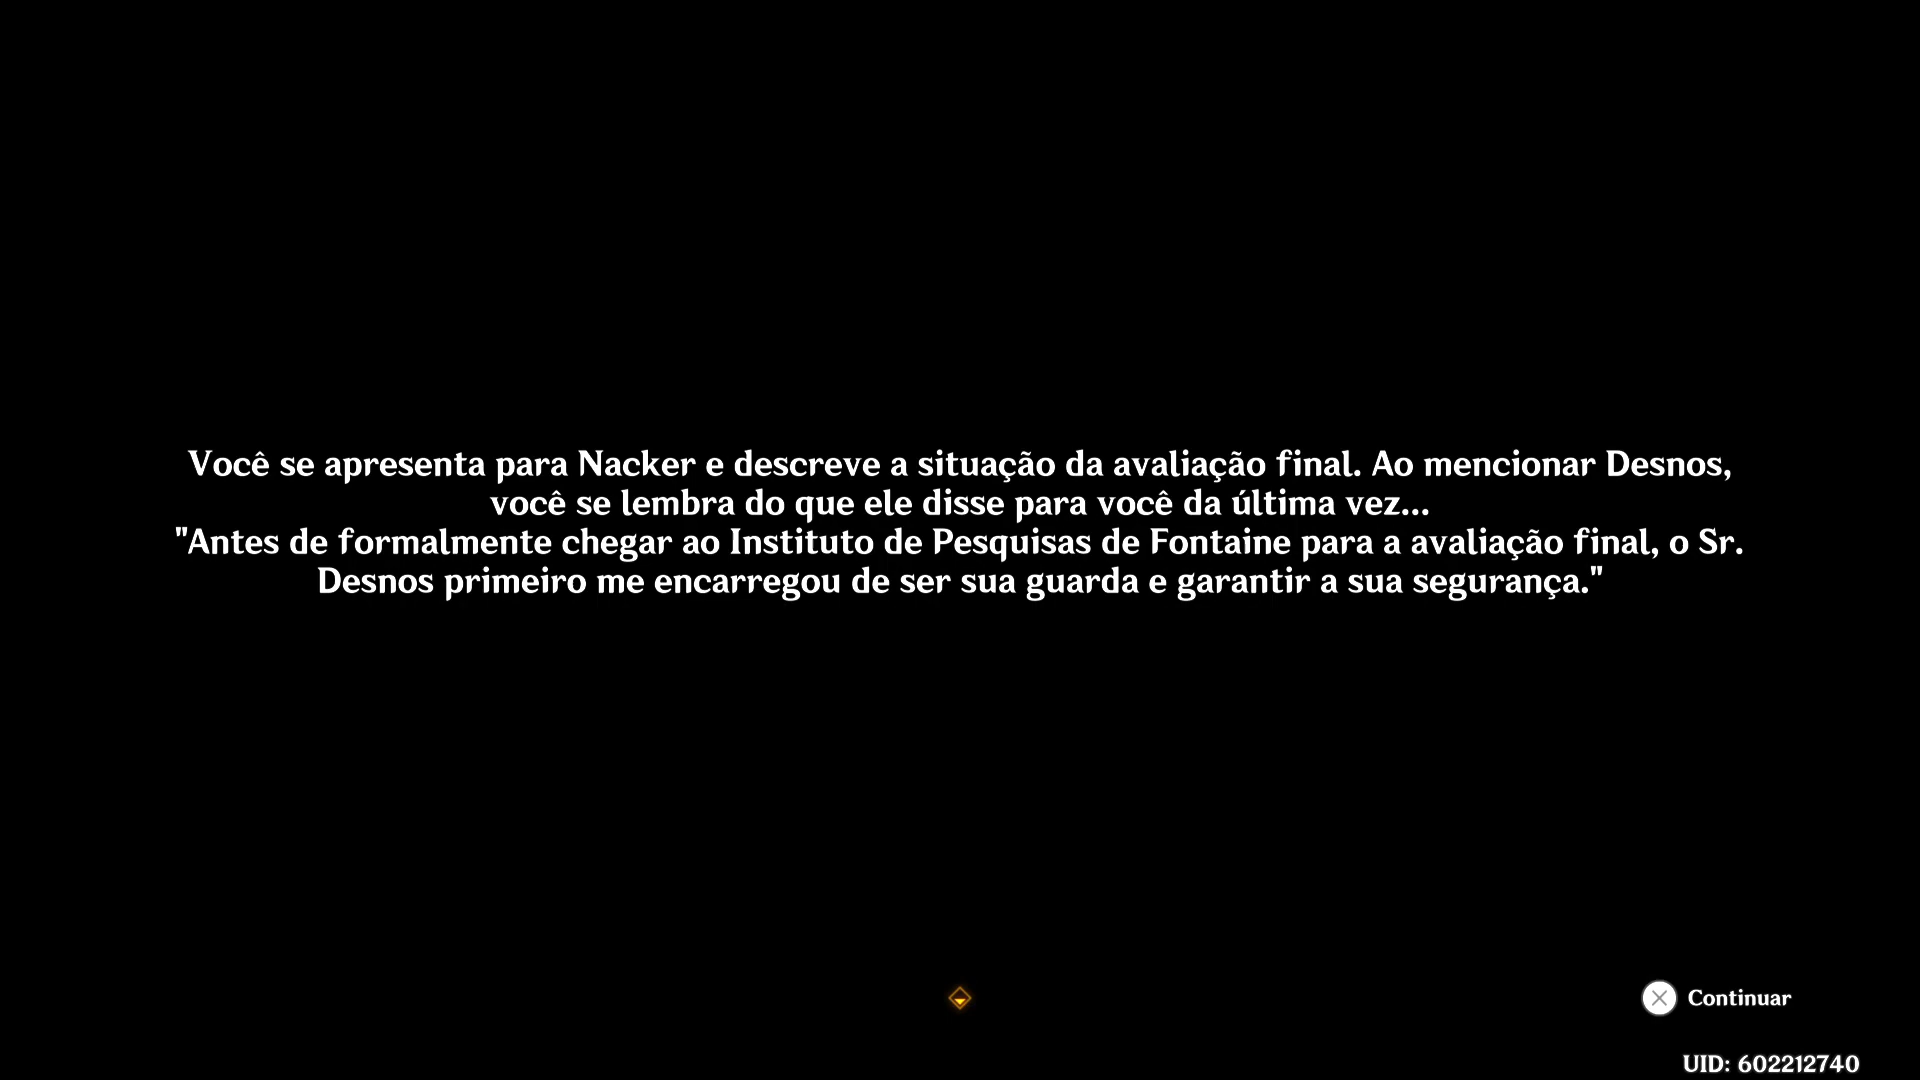 Você se apresenta para Nacker e descreve a situação da avaliação final. Ao mencionar Desnos,
você se lembra do que ele disse para você da última vez...
"Antes de formalmente chegar ao Instituto de Pesquisas de Fontaine para a avaliação final, o Sr.
Desnos primeiro me encarregou de ser sua guarda e garantir a sua segurança."
Continuar
UID: 602212740